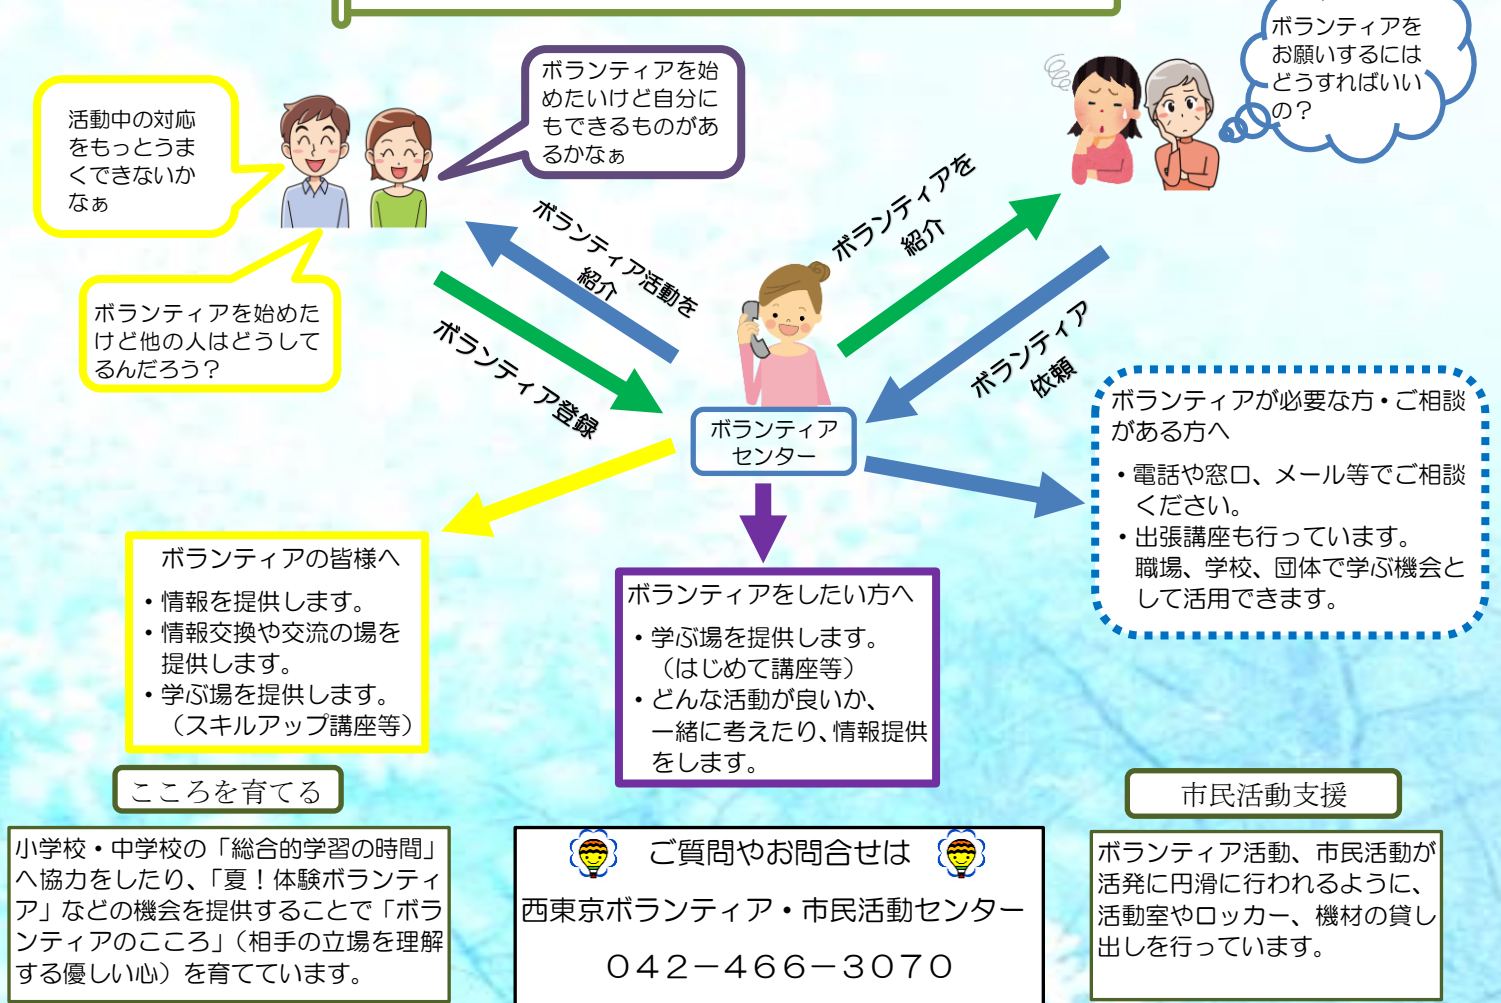 ボランティアを
お願いするには
どうすればいい
の？
ボランティアを始
めたいけど自分に
もできるものがあ
るかなぁ
活動中の対応
をもっとうま
くできないか
なぁ
ボランティアを始めた
けど他の人はどうして
るんだろう？
ボランティア活動を
紹介
ボランティア登録
ボランティアを
紹介
ボランティア
依頼
ボランティア
センター
ボランティアが必要な方・ご相談
がある方へ
・電話や窓口、メール等でご相談
ください。
・出張講座も行っています。
職場、学校、団体で学ぶ機会と
して活用できます。
ボランティアの皆様へ
・情報を提供します。
・情報交換や交流の場を
提供します。
・学ぶ場を提供します。
（スキルアップ講座等）
ボランティアをしたい方へ
・学ぶ場を提供します。
（はじめて講座等）
・どんな活動が良いか、
一緒に考えたり、情報提供
をします。
こころを育てる
小学校・中学校の「総合的学習の時間」
へ協力をしたり、「夏！体験ボランティ
ア」などの機会を提供することで「ボラ
ンティアのこころ」（相手の立場を理解
する優しい心）を育てています。
ご質問やお問合せは
西東京ボランティア・市民活動センター
０４２－４６６－３０７０
市民活動支援
ボランティア活動、市民活動が
活発に円滑に行われるように、
活動室やロッカー、機材の貸し
出しを行っています。